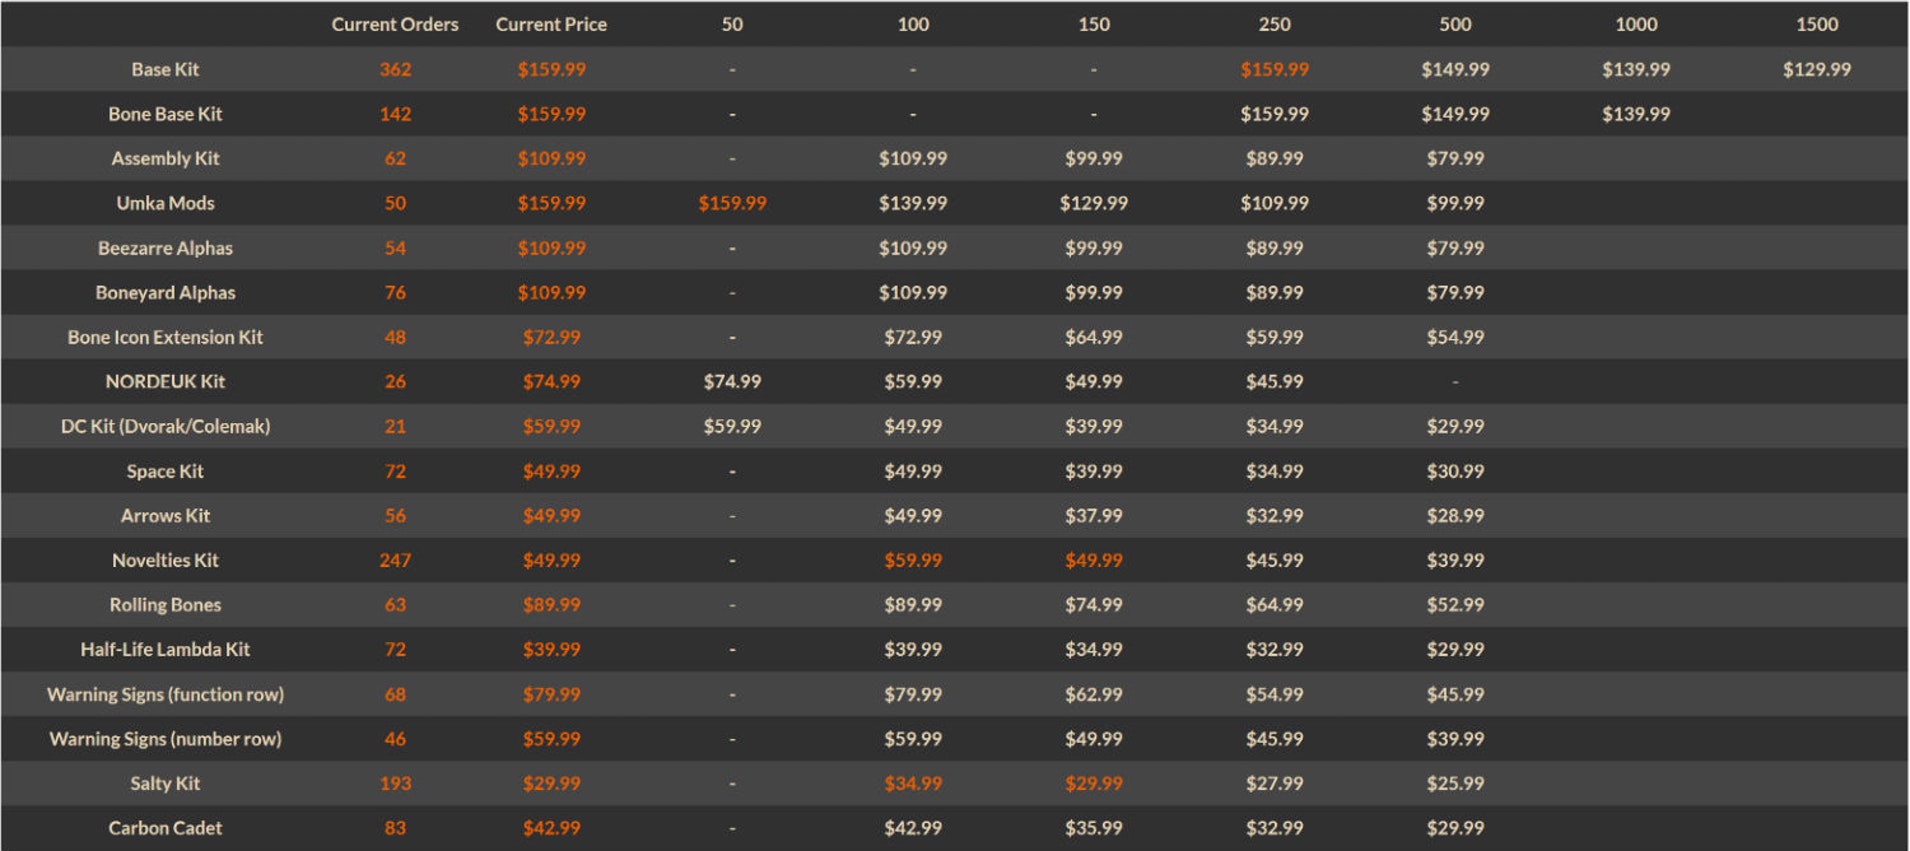 Current Orders Current Price 50 100 150 250 500 1000 1500
Base Kit 362 $159.99 - - - $159.99 $149.99 $139.99 $129.99
Bone Base Kit 142 $159.99 - - - $159.99 $149.99 $139.99
Assembly Kit 62 $109.99 - $109.99 $99.99 $89.99 $79.99
Umka Mods 50 $159.99 $159.99 $139.99 $129.99 $109.99 $99.99
Beezarre Alphas 54 $109.99 - $109.99 $99.99 $89.99 $79.99
Boneyard Alphas 76 $109.99 - $109.99 $99.99 $89.99 $79.99
Bone Icon Extension Kit 48 $72.99 - $72.99 $64.99 $59.99 $54.99
NORDEUK Kit 26 $74.99 $74.99 $59.99 $49.99 $45.99 -
DC Kit (Dvorak/Colemak) 21 $59.99 $59.99 $49.99 $39.99 $34.99 $29.99
Space Kit 72 $49.99 - $49.99 $39.99 $34.99 $30.99
Arrows Kit 56 $49.99 - $49.99 $37.99 $32.99 $28.99
Novelties Kit 247 $49.99 - $59.99 $49.99 $45.99 $39.99
Rolling Bones 63 $89.99 - $89.99 $74.99 $64.99 $52.99
Half-Life Lambda Kit 72 $39.99 - $39.99 $34.99 $32.99 $29.99
Warning Signs (function row) 68 $79.99 - $79.99 $62.99 $54.99 $45.99
Warning Signs (number row) 46 $59.99 - $59.99 $49.99 $45.99 $39.99
Salty Kit 193 $29.99 - $34.99 $29.99 $27.99 $25.99
Carbon Cadet 83 $42.99 - $42.99 $35.99 $32.99 $29.99